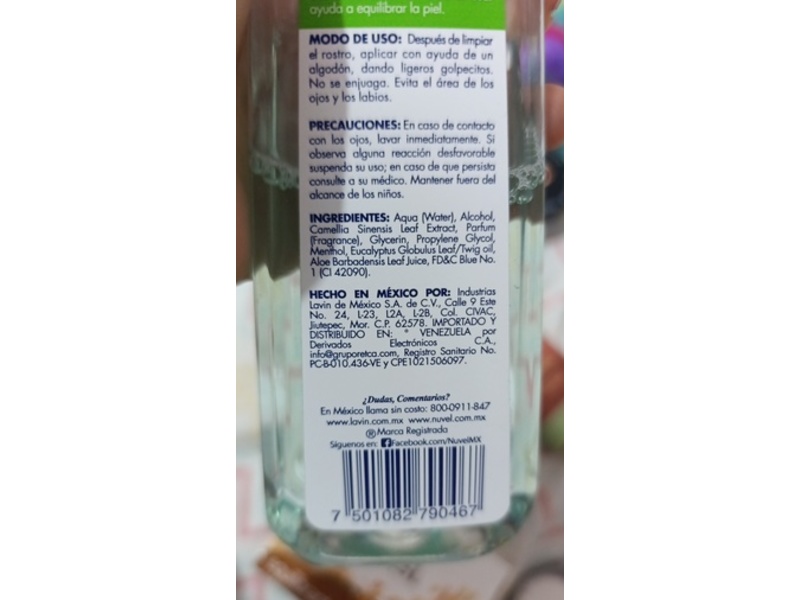 ayuda a equilibrar la piel.
MODO DE USO: Después de limpiar
el rostro, aplicar con ayuda de un
algodón, dando ligeros golpecitos.
No se enjuaga. Evita el área de los
ojos y los labios.
PRECAUCIONES: En caso de contacto
con los ojos, lavar inmediatamente. Si
observa alguna reacción desfavorable
suspenda su uso; en caso de que persista
consulte a su médico. Mantener fuera del
alcance de los niños.
INGREDIENTES: Aqua (Water), Alcohol,
Camellia Sinensis Leaf Extract, Parfum
(Fragrance), Glycerin, Propylene Glycol,
Menthol, Eucalyptus Globulus Leaf/Twig oil,
Aloe Barbadensis Leaf Juice, FD&C Blue No.
1 (CI 42090).
HECHO EN MÉXICO POR: Industrias
Lavin de México S.A. de C.V., Calle 9 Este
No. 24, L-23, L2A, L-2B, Col. CIVAC,
Jiutepec, Mor. C.P. 62578. IMPORTADO Y
DISTRIBUIDO EN: * VENEZUELA por
Derivados Electrónicos C.A.,
info@gruporetca.com, Registro Sanitario No.
PC-B-010.436-VE y CPE1021506097.
¿Dudas, Comentarios?
En México llama sin costo: 800-0911-847
www.lavin.com.mx www.nuvel.com.mx
® Marca Registrada
Síguenos en: Facebook.com/NuvelMX
7 501082 790467